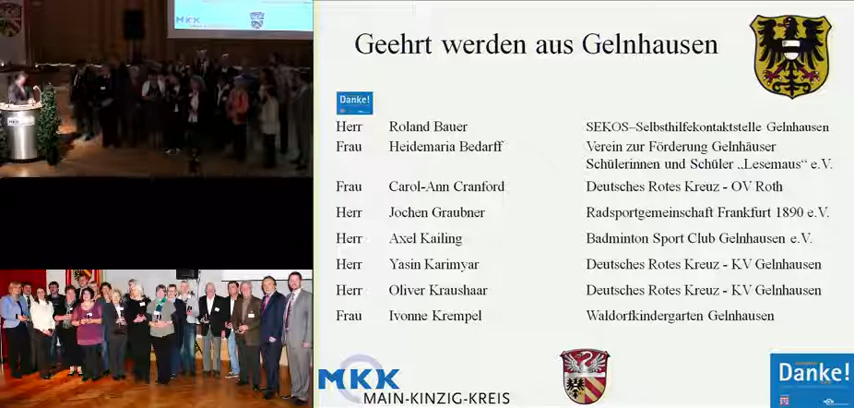 MKK
MKK
Geehrt werden aus Gelnhausen
Danke!
Herr Roland Bauer SEKOS–Selbsthilfekontaktstelle Gelnhausen
Frau Heidemaria Bedarff Verein zur Förderung Gelnhäuser
Schülerinnen und Schüler „Lesemaus“ e.V.
Frau Carol-Ann Cranford Deutsches Rotes Kreuz - OV Roth
Herr Jochen Graubner Radsportgemeinschaft Frankfurt 1890 e.V.
Herr Axel Kailing Badminton Sport Club Gelnhausen e.V.
Herr Yasin Karimyar Deutsches Rotes Kreuz - KV Gelnhausen
Herr Oliver Kraushaar Deutsches Rotes Kreuz - KV Gelnhausen
Frau Ivonne Krempel Waldorfkindergarten Gelnhausen
MKK
MAIN-KINZIG-KREIS
Danke!